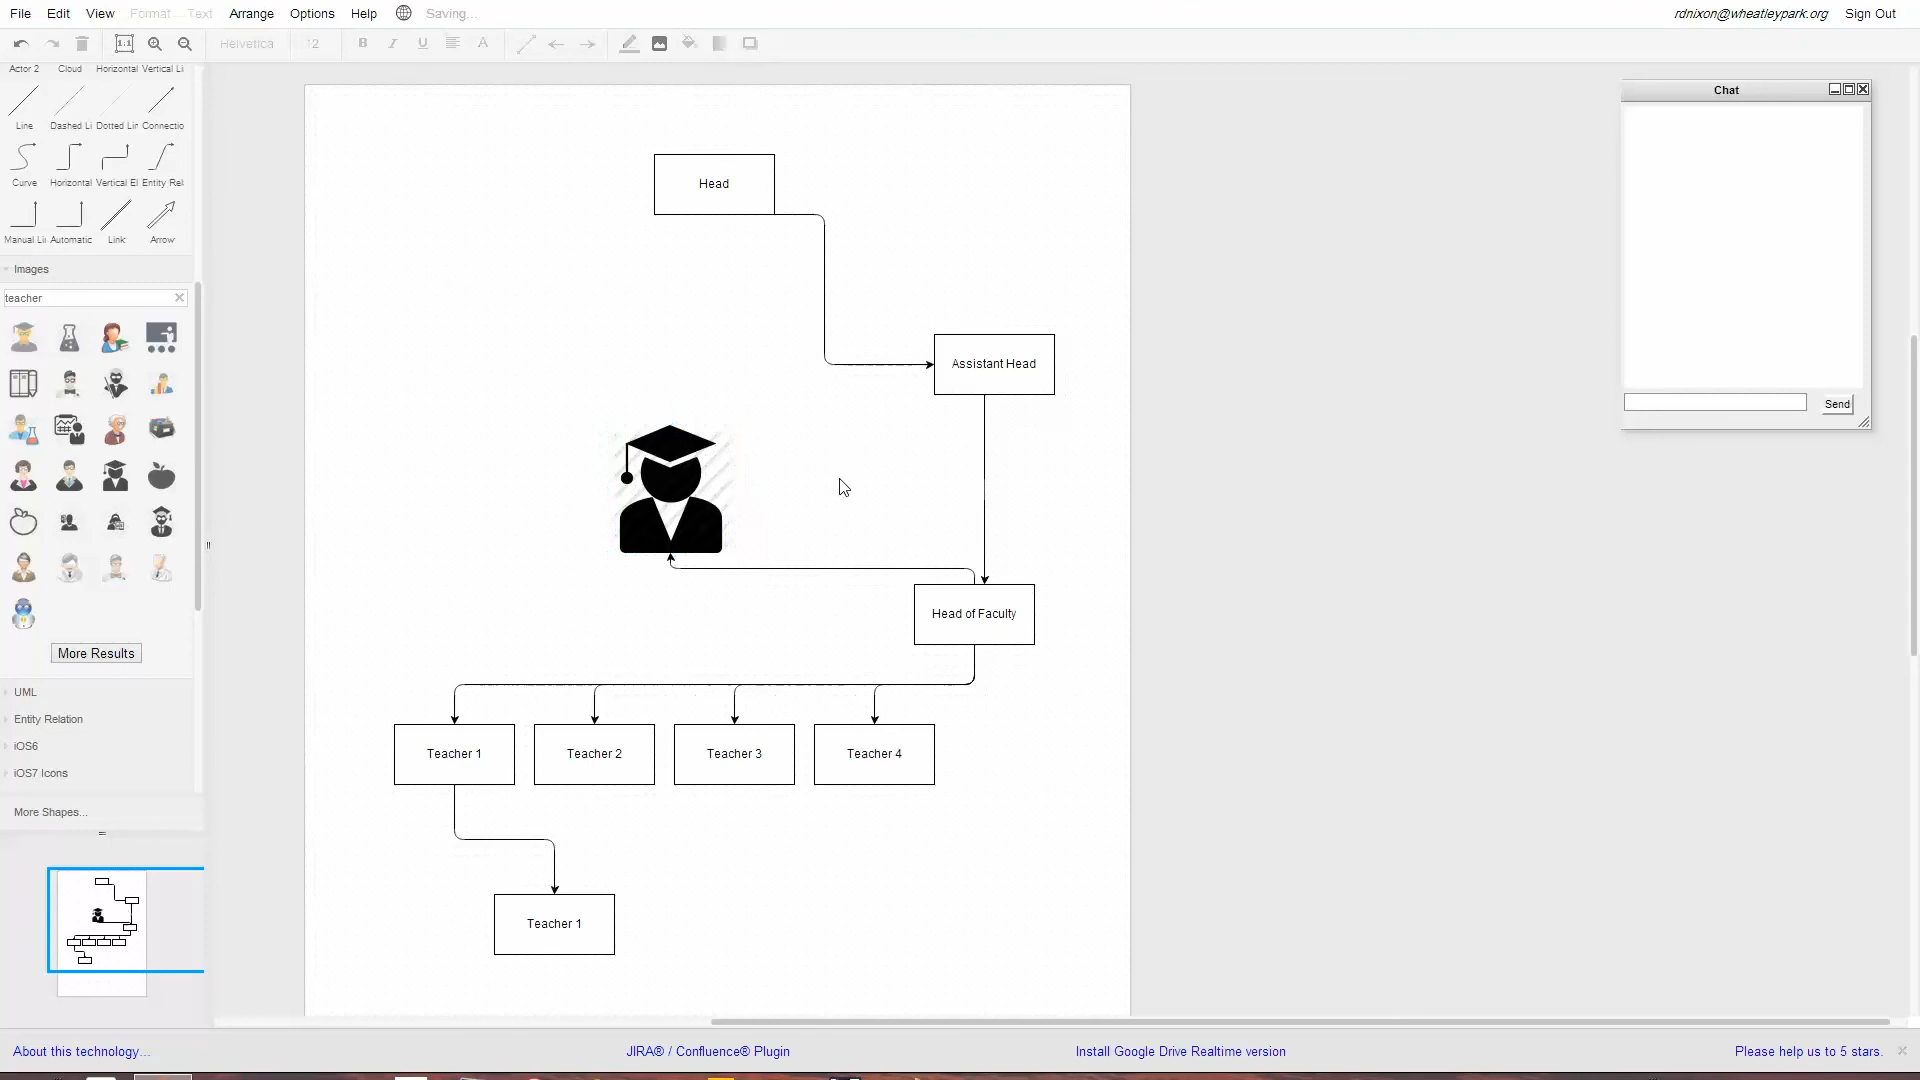 File Edit View Format Text Arrange Options Help Saving... rdnixon@wheatleypark.org Sign Out
1:1 Helvetica 12 B I U A
Actor 2 Cloud Horizontal Vertical Li
Line Dashed Li Dotted Lir Connectio
Curve Horizontal Vertical El Entity Rel
Manual Li Automatic Link Arrow
Images
teacher
More Results
UML
Entity Relation
iOS6
iOS7 Icons
More Shapes...
Head
Assistant Head
Head of Faculty
Teacher 1 Teacher 2 Teacher 3 Teacher 4
Teacher 1
Chat
Send
About this technology... JIRA® / Confluence® Plugin Install Google Drive Realtime version Please help us to 5 stars.